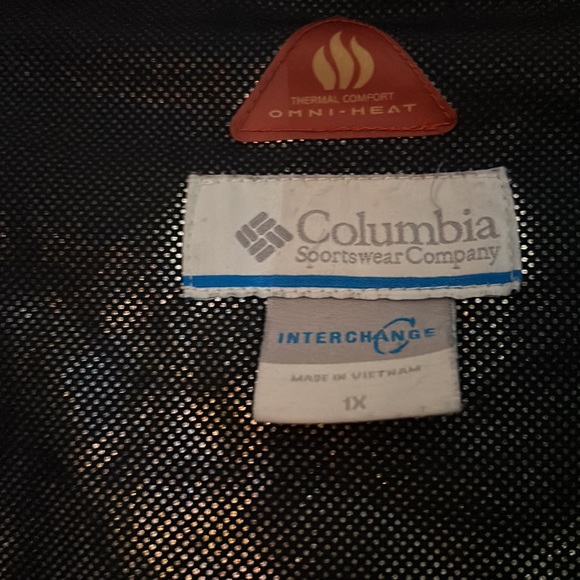 THERMAL COMFORT
OMNI-HEAT
Columbia
Sportswear Company
INTERCHANGE
MADE IN VIETNAM
1X